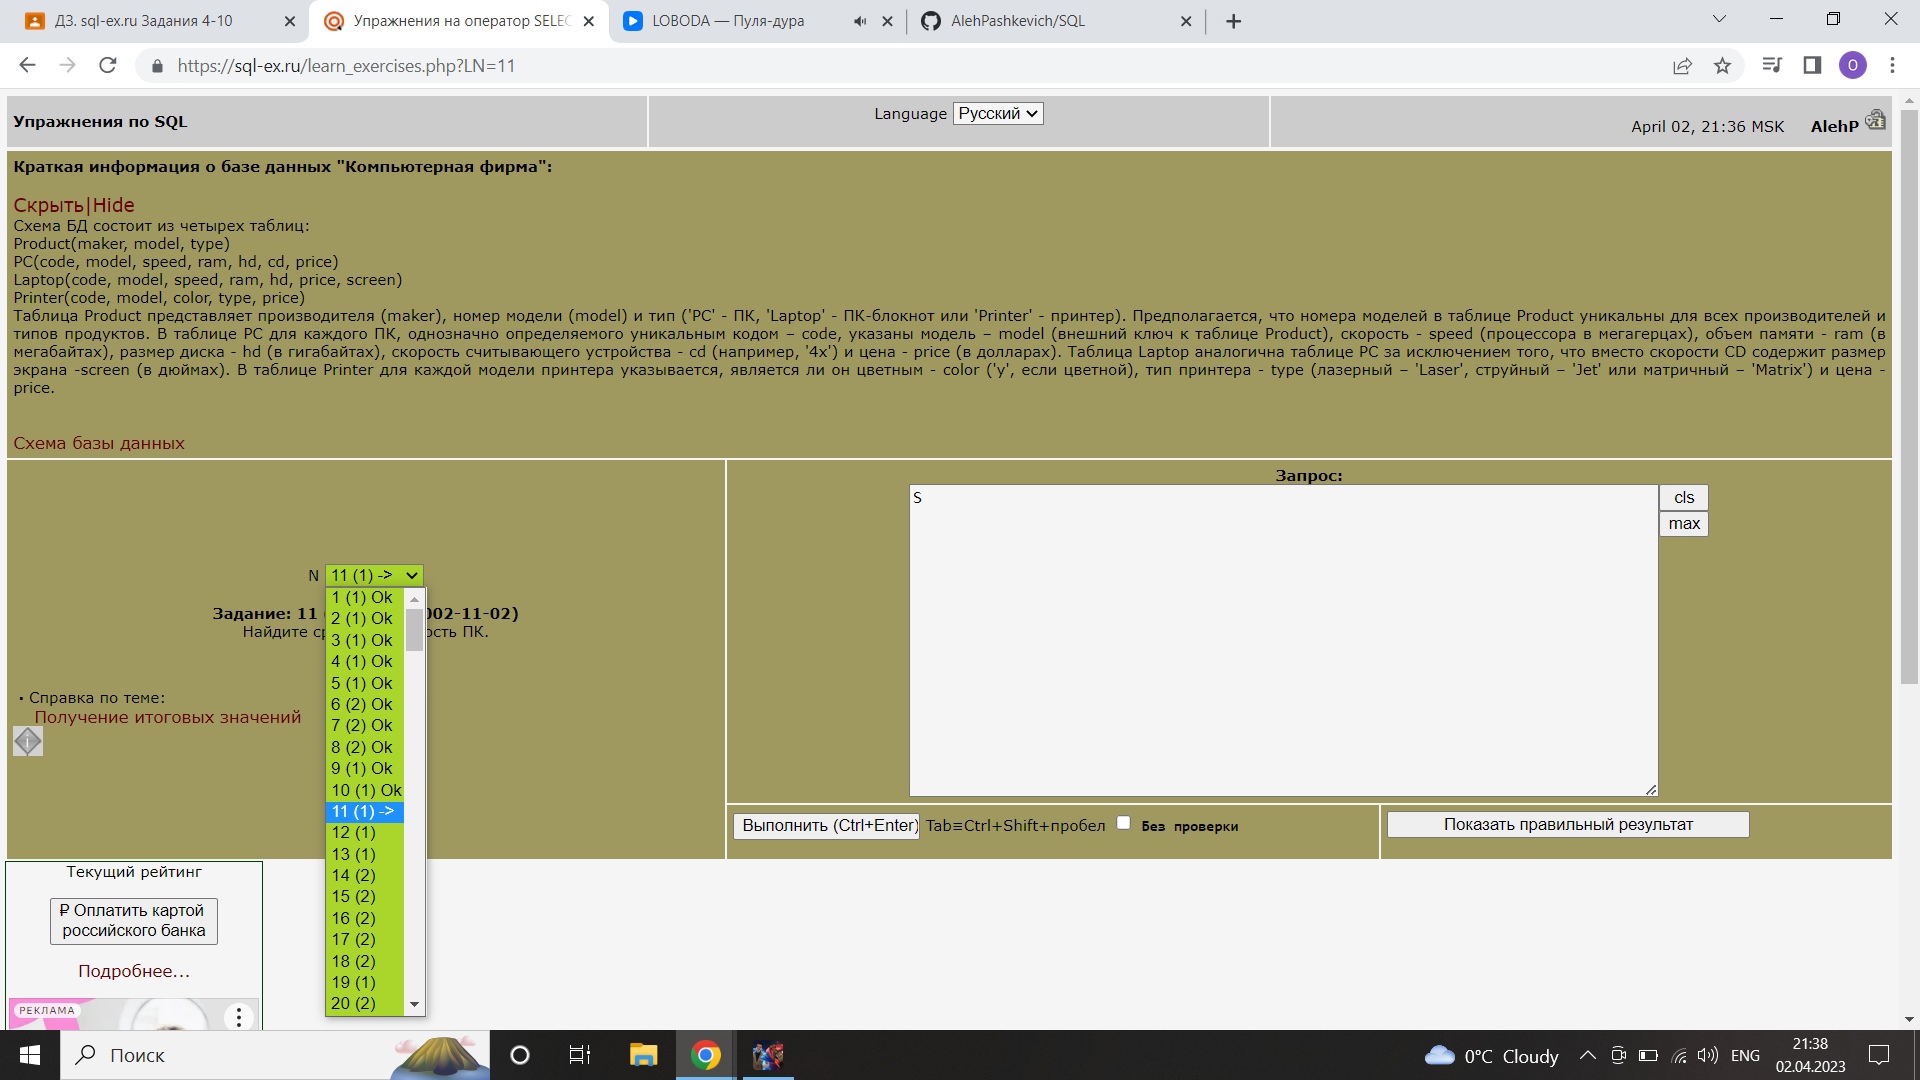 ДЗ. sql-ex.ru Задания 4-10
Упражнения на оператор SELEC
LOBODA — Пуля-дура
AlehPashkevich/SQL
https://sql-ex.ru/learn_exercises.php?LN=11
O
Упражнения по SQL
Language Русский
April 02, 21:36 MSK AlehP
Краткая информация о базе данных "Компьютерная фирма":
Скрыть|Hide
Схема БД состоит из четырех таблиц:
Product(maker, model, type)
PC(code, model, speed, ram, hd, cd, price)
Laptop(code, model, speed, ram, hd, price, screen)
Printer(code, model, color, type, price)
Таблица Product представляет производителя (maker), номер модели (model) и тип ('PC' - ПК, 'Laptop' - ПК-блокнот или 'Printer' - принтер). Предполагается, что номера моделей в таблице Product уникальны для всех производителей и
типов продуктов. В таблице PC для каждого ПК, однозначно определяемого уникальным кодом – code, указаны модель – model (внешний ключ к таблице Product), скорость - speed (процессора в мегагерцах), объем памяти - ram (в
мегабайтах), размер диска - hd (в гигабайтах), скорость считывающего устройства - cd (например, '4x') и цена - price (в долларах). Таблица Laptop аналогична таблице PC за исключением того, что вместо скорости CD содержит размер
экрана -screen (в дюймах). В таблице Printer для каждой модели принтера указывается, является ли он цветным - color ('y', если цветной), тип принтера - type (лазерный – 'Laser', струйный – 'Jet' или матричный – 'Matrix') и цена -
price.
Схема базы данных
N 11 (1) ->
Задание: 11 002-11-02)
Найдите ср ость ПК.
1 (1) Ok
2 (1) Ok
3 (1) Ok
4 (1) Ok
5 (1) Ok
6 (2) Ok
7 (2) Ok
8 (2) Ok
9 (1) Ok
10 (1) Ok
11 (1) ->
12 (1)
13 (1)
14 (2)
15 (2)
16 (2)
17 (2)
18 (2)
19 (1)
20 (2)
• Справка по теме:
Получение итоговых значений
Запрос:
S
cls
max
Выполнить (Ctrl+Enter) Tab≡Ctrl+Shift+пробел Без проверки
Показать правильный результат
Текущий рейтинг
₽ Оплатить картой
российского банка
Подробнее...
РЕКЛАМА
Поиск
0°C Cloudy
ENG
21:38
02.04.2023